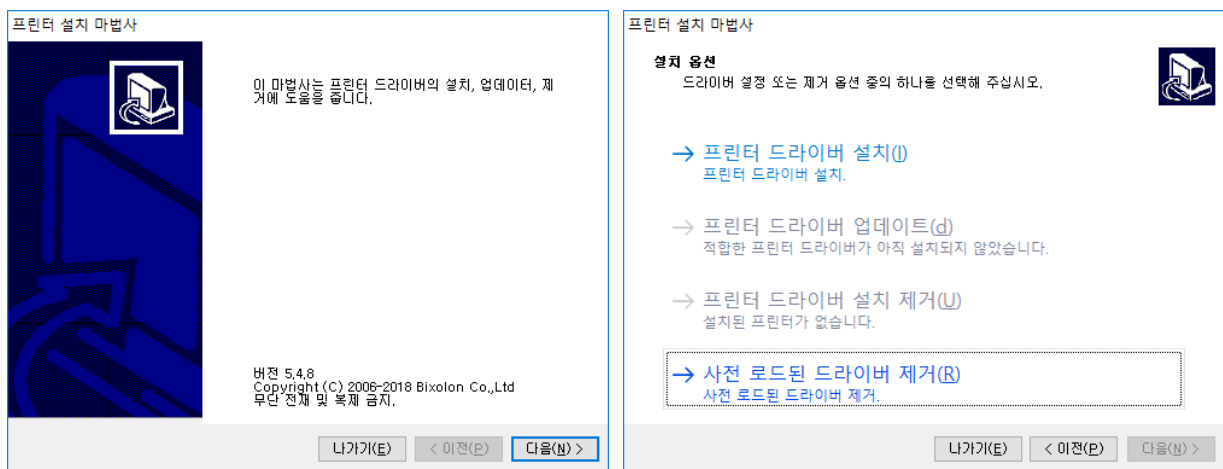 프린터 설치 마법사
이 마법사는 프린터 드라이버의 설치, 업데이터, 제
거에 도움을 줍니다.
버전 5.4.8
Copyright (C) 2006-2018 Bixolon Co.,Ltd
무단 전재 및 복제 금지.
나가기(E)
< 이전(P)
다음(N) >
프린터 설치 마법사
설치 옵션
드라이버 설정 또는 제거 옵션 중의 하나를 선택해 주십시오.
→ 프린터 드라이버 설치(I)
프린터 드라이버 설치.
→ 프린터 드라이버 업데이트(d)
적합한 프린터 드라이버가 아직 설치되지 않았습니다.
→ 프린터 드라이버 설치 제거(U)
설치된 프린터가 없습니다.
→ 사전 로드된 드라이버 제거(R)
사전 로드된 드라이버 제거.
나가기(E)
< 이전(P)
다음(N) >